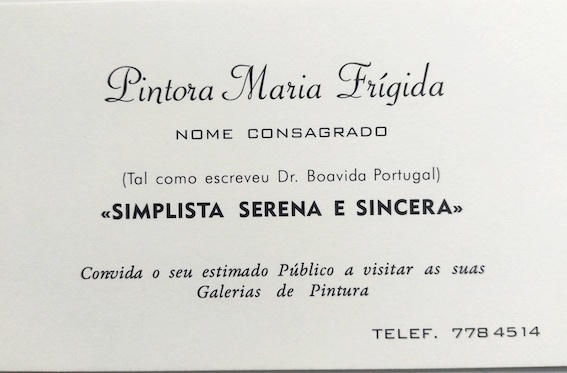 Pintora Maria Frígida
NOME CONSAGRADO
(Tal como escreveu Dr. Boavida Portugal)
«SIMPLISTA SERENA E SINCERA»
Convida o seu estimado Público a visitar as suas
Galerias de Pintura
TELEF. 778 4514